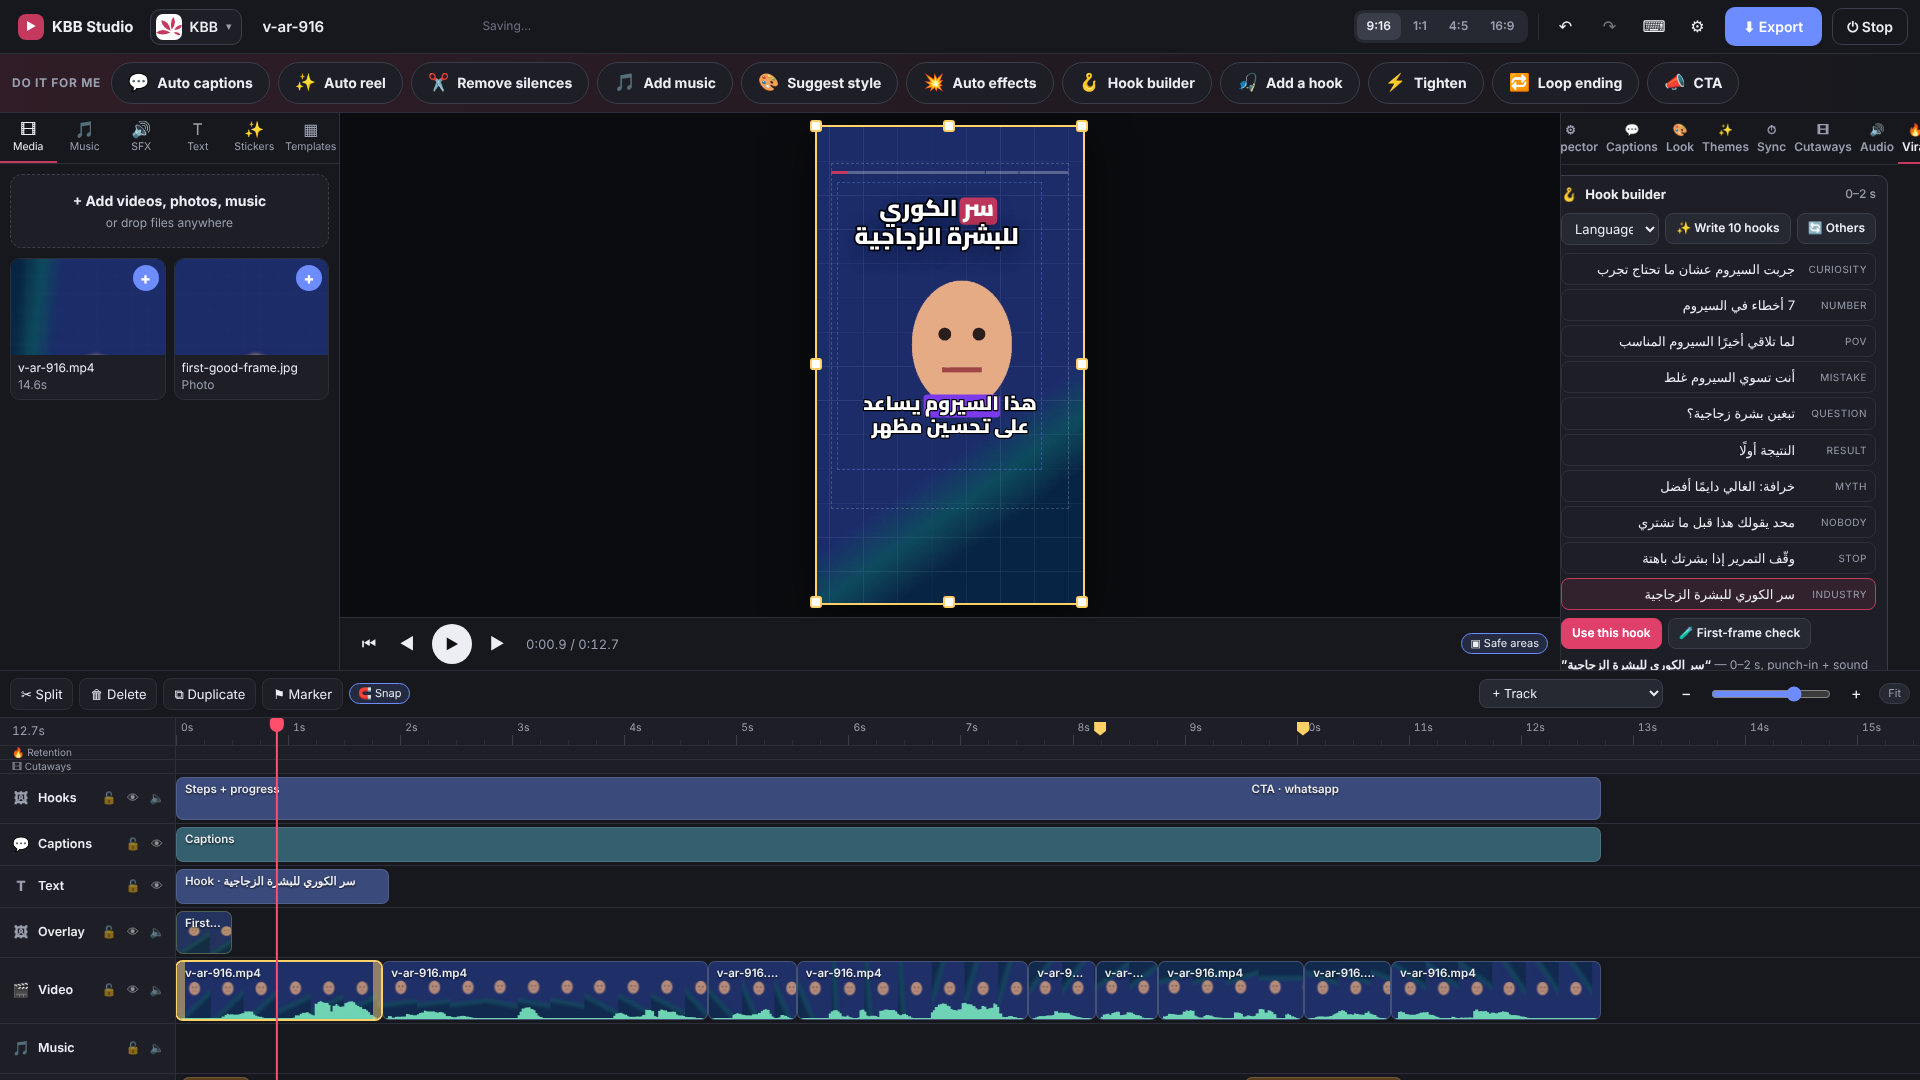 KBB Studio
KBB
v-ar-916
Saving...
9:16
1:1
4:5
16:9
Export
Stop
DO IT FOR ME
Auto captions
Auto reel
Remove silences
Add music
Suggest style
Auto effects
Hook builder
Add a hook
Tighten
Loop ending
CTA
Media
Music
SFX
Text
Stickers
Templates
+ Add videos, photos, music
or drop files anywhere
v-ar-916.mp4
14.6s
first-good-frame.jpg
Photo
سر الكوري
للبشرة الزجاجية
هذا السيروم يساعد
على تحسين مظهر
0:00.9 / 0:12.7
Safe areas
pector
Captions
Look
Themes
Sync
Cutaways
Audio
Vira
Hook builder
0–2 s
Language
Write 10 hooks
Others
جربت السيروم عشان ما تحتاج تجرب
CURIOSITY
7 أخطاء في السيروم
NUMBER
لما تلاقي أخيرًا السيروم المناسب
POV
أنت تسوي السيروم غلط
MISTAKE
تبغين بشرة زجاجية؟
QUESTION
النتيجة أولًا
RESULT
خرافة: الغالي دايمًا أفضل
MYTH
محد يقولك هذا قبل ما تشتري
NOBODY
وقّف التمرير إذا بشرتك باهتة
STOP
سر الكوري للبشرة الزجاجية
INDUSTRY
Use this hook
First-frame check
"سر الكوري للبشرة الزجاجية" — 0–2 s, punch-in + sound
Split
Delete
Duplicate
Marker
Snap
+ Track
Fit
12.7s
0s
1s
2s
3s
4s
5s
6s
7s
8s
9s
0s
11s
12s
13s
14s
15s
Retention
Cutaways
Hooks
Steps + progress
CTA · whatsapp
Captions
Captions
Text
Hook · سر الكوري للبشرة الزجاجية
Overlay
First...
Video
v-ar-916.mp4
v-ar-916.mp4
v-ar-916....
v-ar-916.mp4
v-ar-9...
v-ar-...
v-ar-916.mp4
v-ar-916....
v-ar-916.mp4
Music